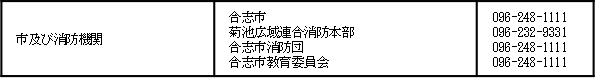 市及び消防機関
合志市 096-248-1111
菊池広域連合消防本部 096-232-9331
合志市消防団 096-248-1111
合志市教育委員会 096-248-1111